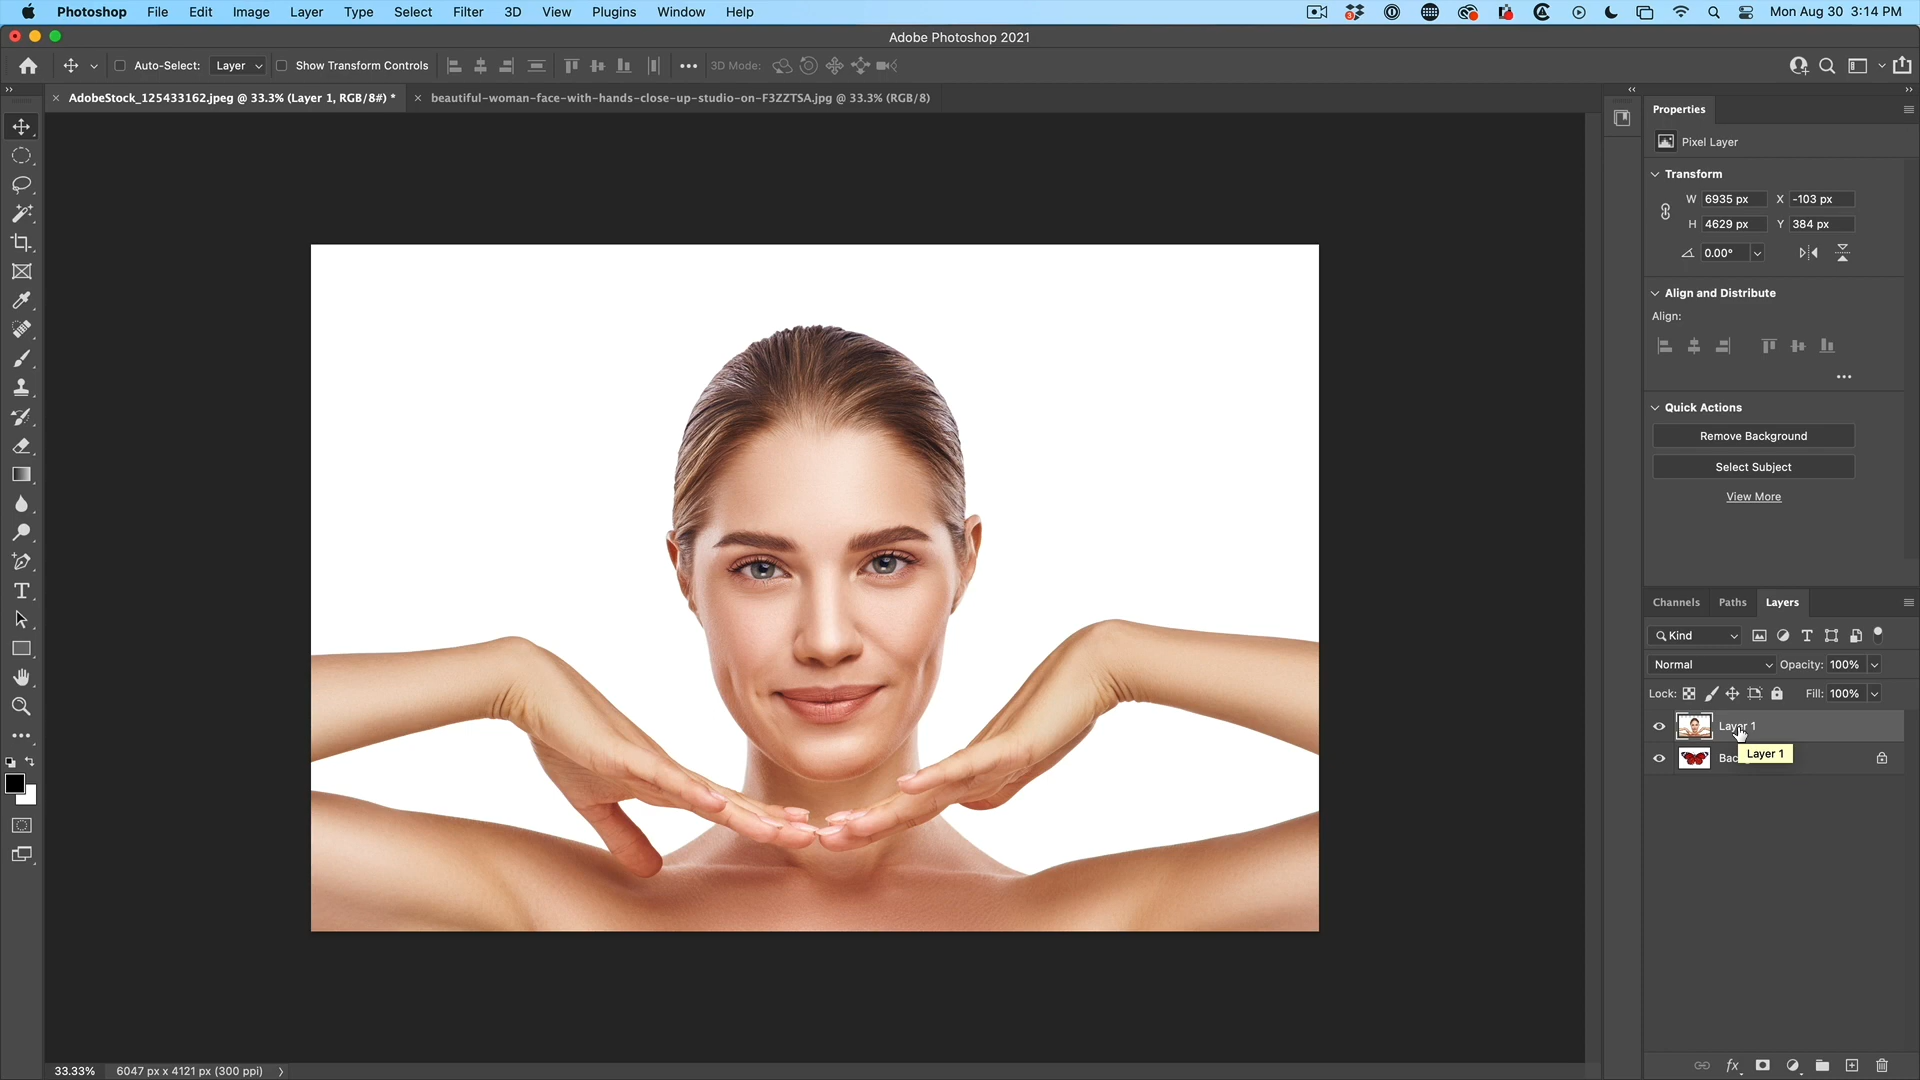 Photoshop File Edit Image Layer Type Select Filter 3D View Plugins Window Help Mon Aug 30 3:14 PM
Adobe Photoshop 2021
Auto-Select: Layer Show Transform Controls 3D Mode:
AdobeStock_125433162.jpeg @ 33.3% (Layer 1, RGB/8#) * beautiful-woman-face-with-hands-close-up-studio-on-F3ZZTSA.jpg @ 33.3% (RGB/8)
Properties
Pixel Layer
Transform
W 6935 px X -103 px
H 4629 px Y 384 px
0.00°
Align and Distribute
Align:
Quick Actions
Remove Background
Select Subject
View More
Channels Paths Layers
Kind
Normal Opacity: 100%
Lock: Fill: 100%
Layer 1
Layer 1
33.33% 6047 px x 4121 px (300 ppi)